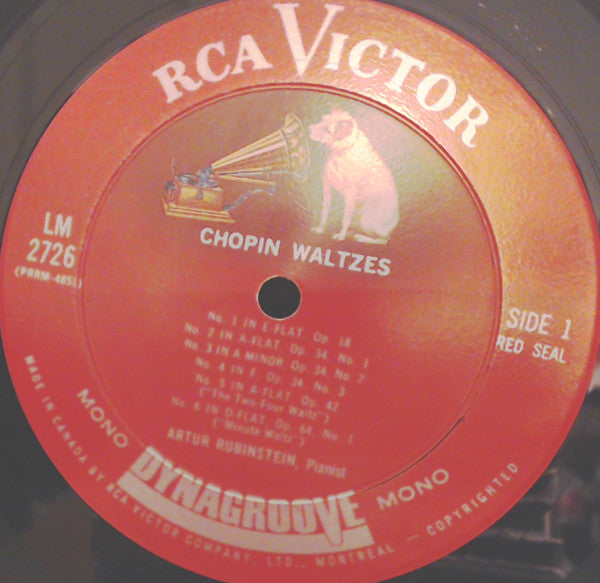 RCA VICTOR
CHOPIN WALTZES
LM
2726
SIDE 1
RED SEAL
No. 1 IN E-FLAT, Op. 18
No. 2 IN A-FLAT, Op. 34, No. 1
No. 3 IN A MINOR, Op. 34, No. 2
No. 4 IN F, Op. 34, No. 3
No. 5 IN A-FLAT, Op. 42
("The Two-Four Waltz")
No. 6 IN D-FLAT, Op. 64, No. 1
("Minute Waltz")
ARTUR RUBINSTEIN, Pianist
MONO DYNAGROOVE MONO
MADE IN CANADA BY RCA VICTOR COMPANY, LTD., MONTREAL – COPYRIGHTED